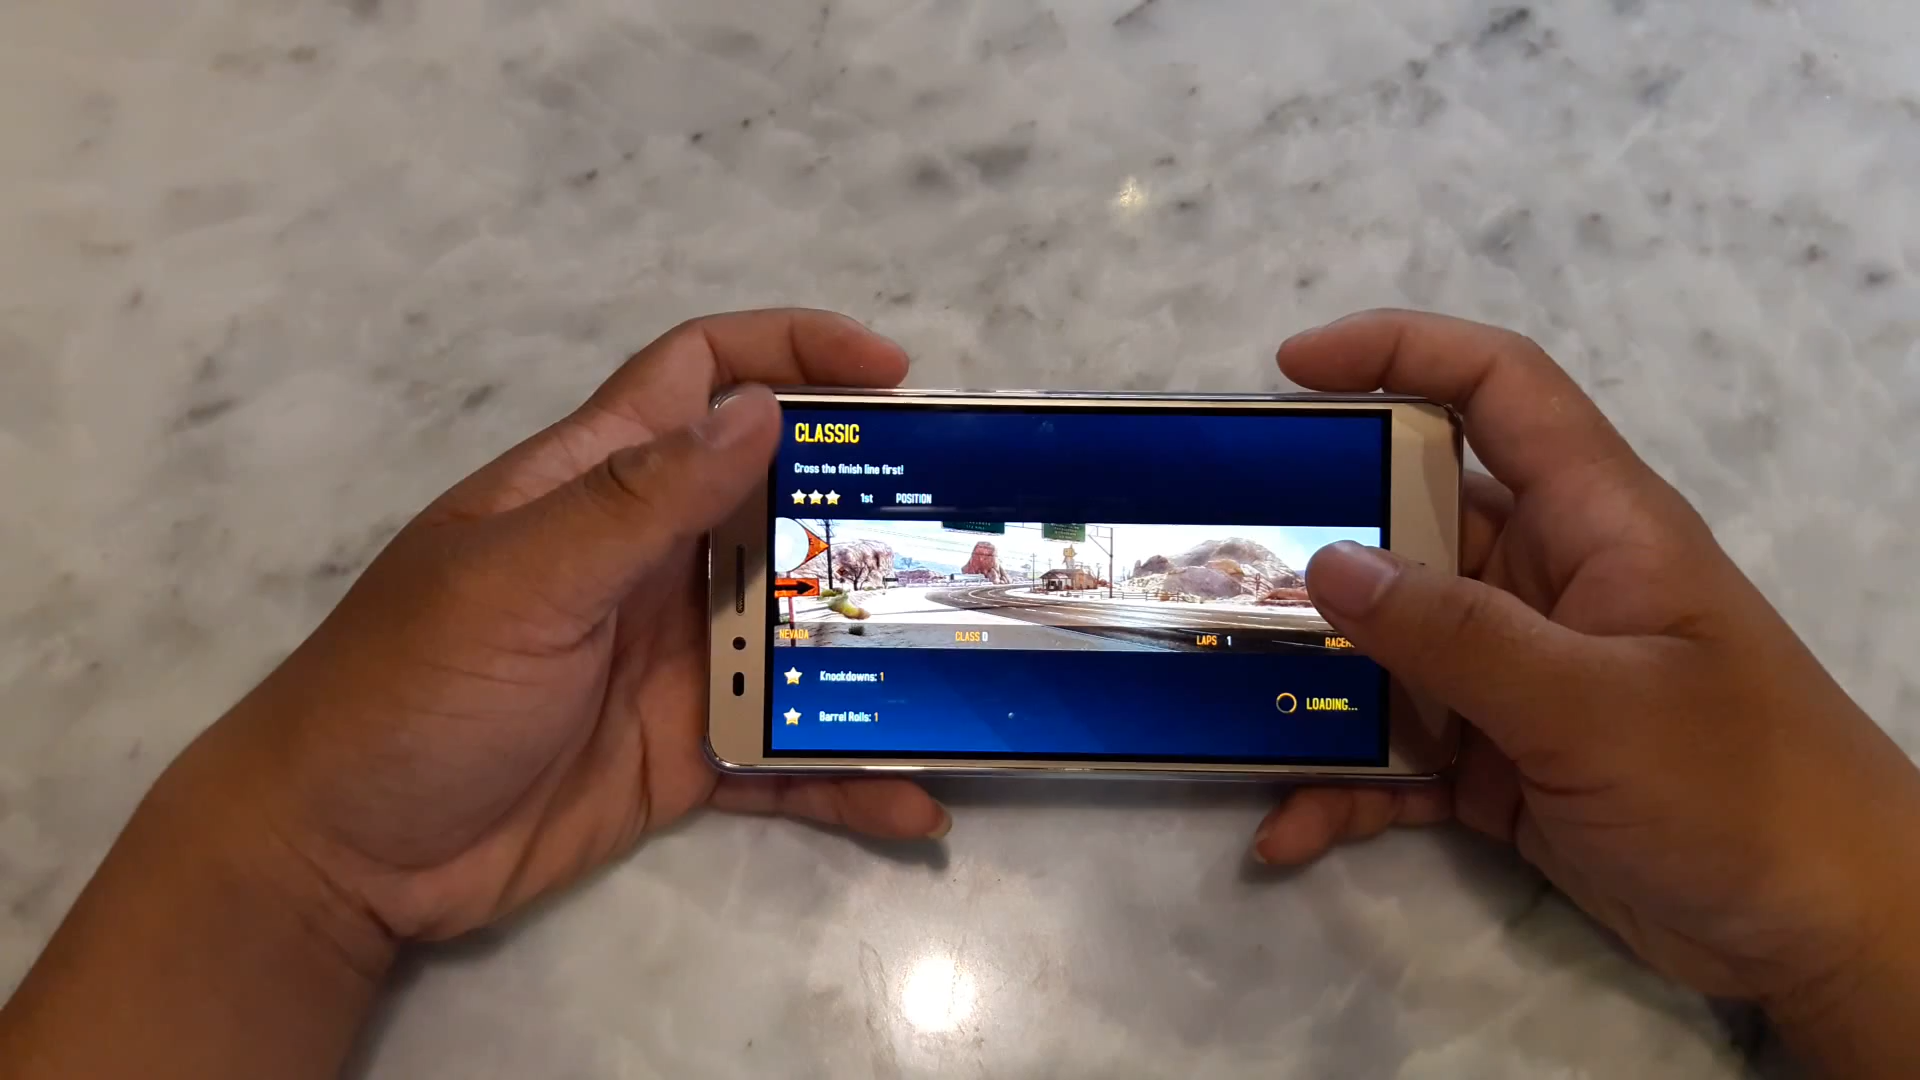 CLASSIC
Cross the finish line first!
1st POSITION
NEVADA CLASS D LAPS 1
Knockdowns: 1
LOADING...
Barrel Rolls: 1